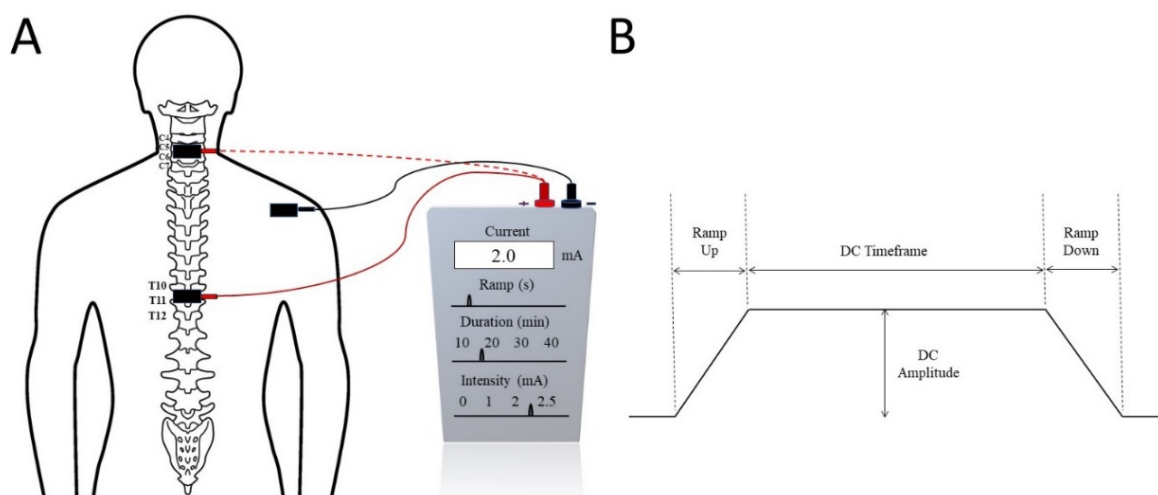 A
C4
C5
C6
C7
T10
T11
T12
+ -
Current
2.0 mA
Ramp (s)
Duration (min)
10 20 30 40
Intensity (mA)
0 1 2 2.5
B
Ramp
Up
DC Timeframe
Ramp
Down
DC
Amplitude